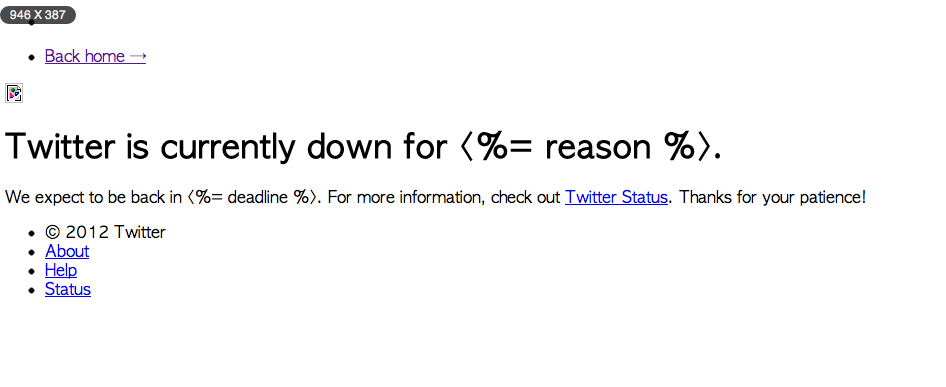 946 X 387
Back home →
Twitter is currently down for <%= reason %>.
We expect to be back in <%= deadline %>. For more information, check out Twitter Status. Thanks for your patience!
© 2012 Twitter
About
Help
Status